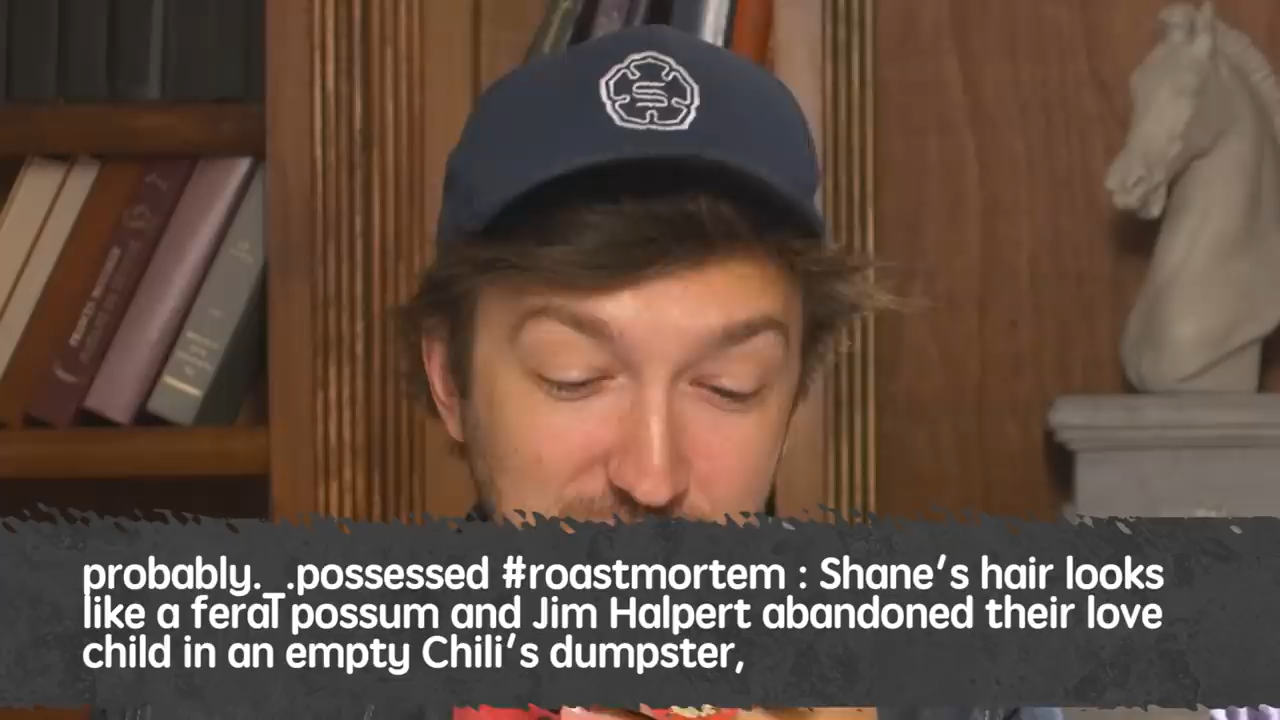 S
probably._.possessed #roastmortem : Shane's hair looks
like a feral possum and Jim Halpert abandoned their love
child in an empty Chili's dumpster,